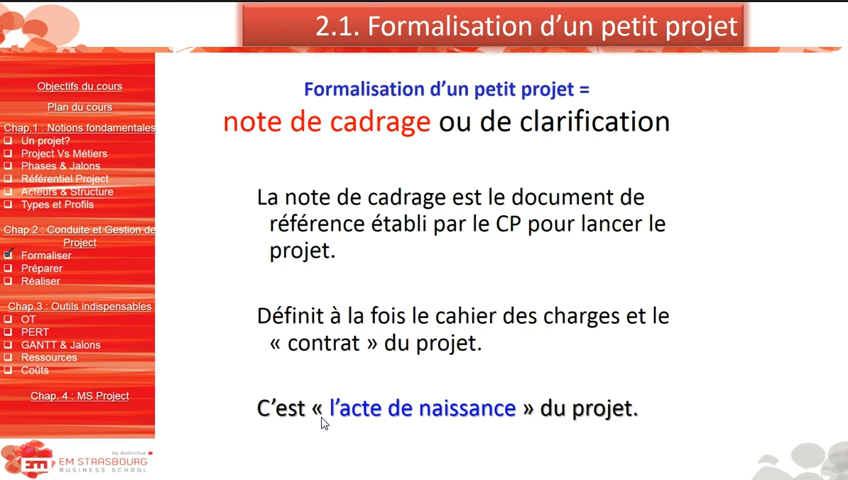 2.1. Formalisation d’un petit projet
Objectifs du cours
Plan du cours
Chap.1 : Notions fondamentales
Un projet?
Project Vs Métiers
Phases & Jalons
Référentiel Project
Acteurs & Structure
Types et Profils
Chap.2 : Conduite et Gestion de
Project
Formaliser
Préparer
Réaliser
Chap.3 : Outils indispensables
OT
PERT
GANTT & Jalons
Ressources
Coûts
Chap. 4 : MS Project
be distinctive
EM STRASBOURG
BUSINESS SCHOOL
Formalisation d’un petit projet =
note de cadrage ou de clarification
La note de cadrage est le document de
référence établi par le CP pour lancer le
projet.
Définit à la fois le cahier des charges et le
« contrat » du projet.
C’est « l’acte de naissance » du projet.